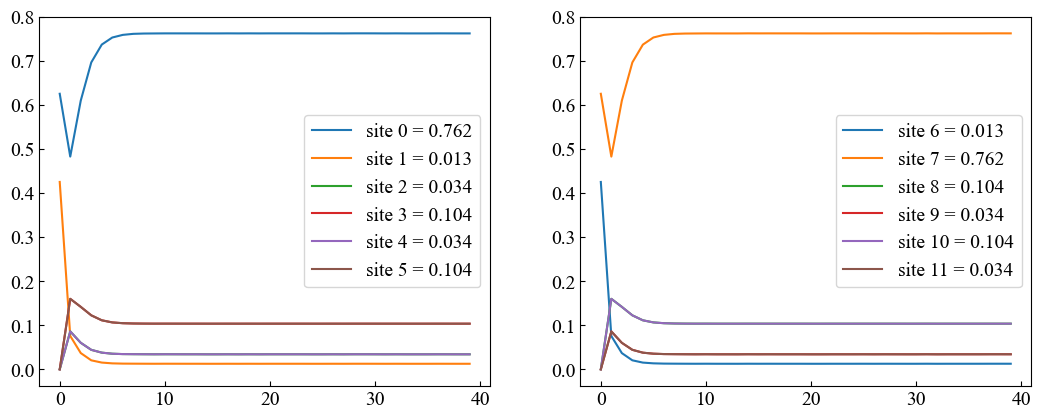 0.8
0.7
0.6
0.5
0.4
0.3
0.2
0.1
0.0
0 10 20 30 40
site 0 = 0.762
site 1 = 0.013
site 2 = 0.034
site 3 = 0.104
site 4 = 0.034
site 5 = 0.104
0.8
0.7
0.6
0.5
0.4
0.3
0.2
0.1
0.0
0 10 20 30 40
site 6 = 0.013
site 7 = 0.762
site 8 = 0.104
site 9 = 0.034
site 10 = 0.104
site 11 = 0.034